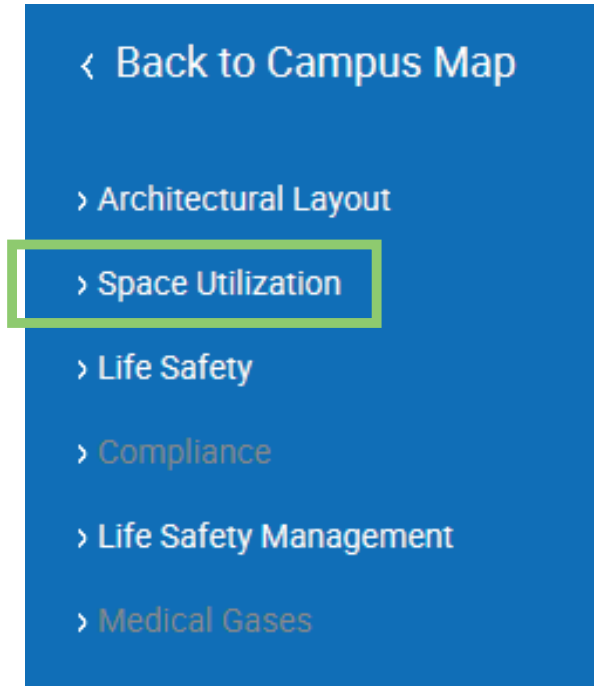 ‹ Back to Campus Map
› Architectural Layout
› Space Utilization
› Life Safety
› Compliance
› Life Safety Management
› Medical Gases